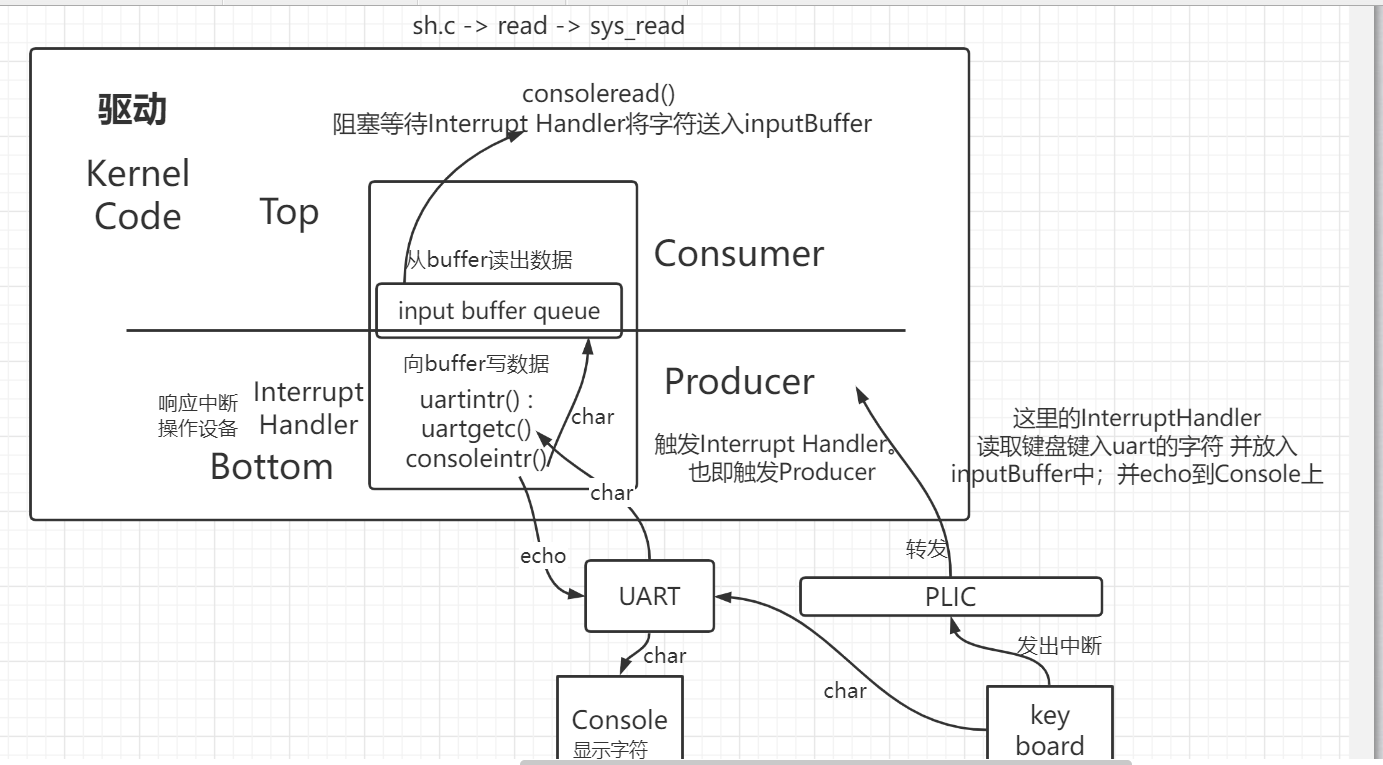 sh.c -> read -> sys_read
驱动
Kernel
Code
Top
consoleread()
阻塞等待Interrupt Handler将字符送入inputBuffer
从buffer读出数据
Consumer
input buffer queue
向buffer写数据
uartintr() :
uartgetc()
consoleintr()
char
响应中断
操作设备
Interrupt
Handler
Bottom
Producer
触发Interrupt Handler。
也即触发Producer
这里的InterruptHandler
读取键盘键入uart的字符 并放入
inputBuffer中；并echo到Console上
char
echo
转发
UART
PLIC
char
发出中断
char
Console
显示字符
key
board